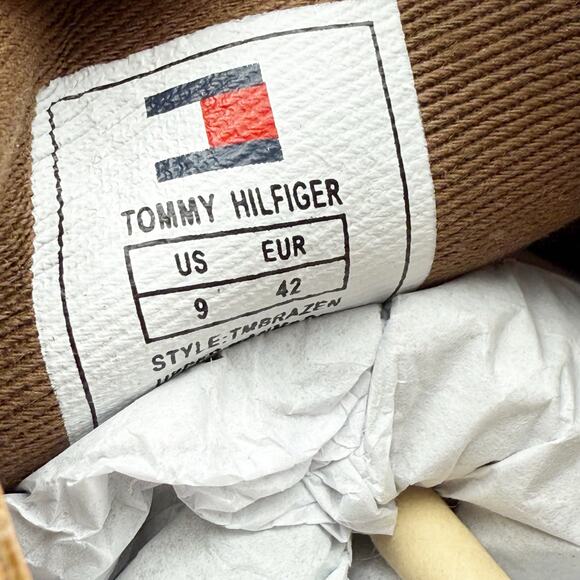 TOMMY HILFIGER
US EUR
9 42
STYLE:TMBRAZEN